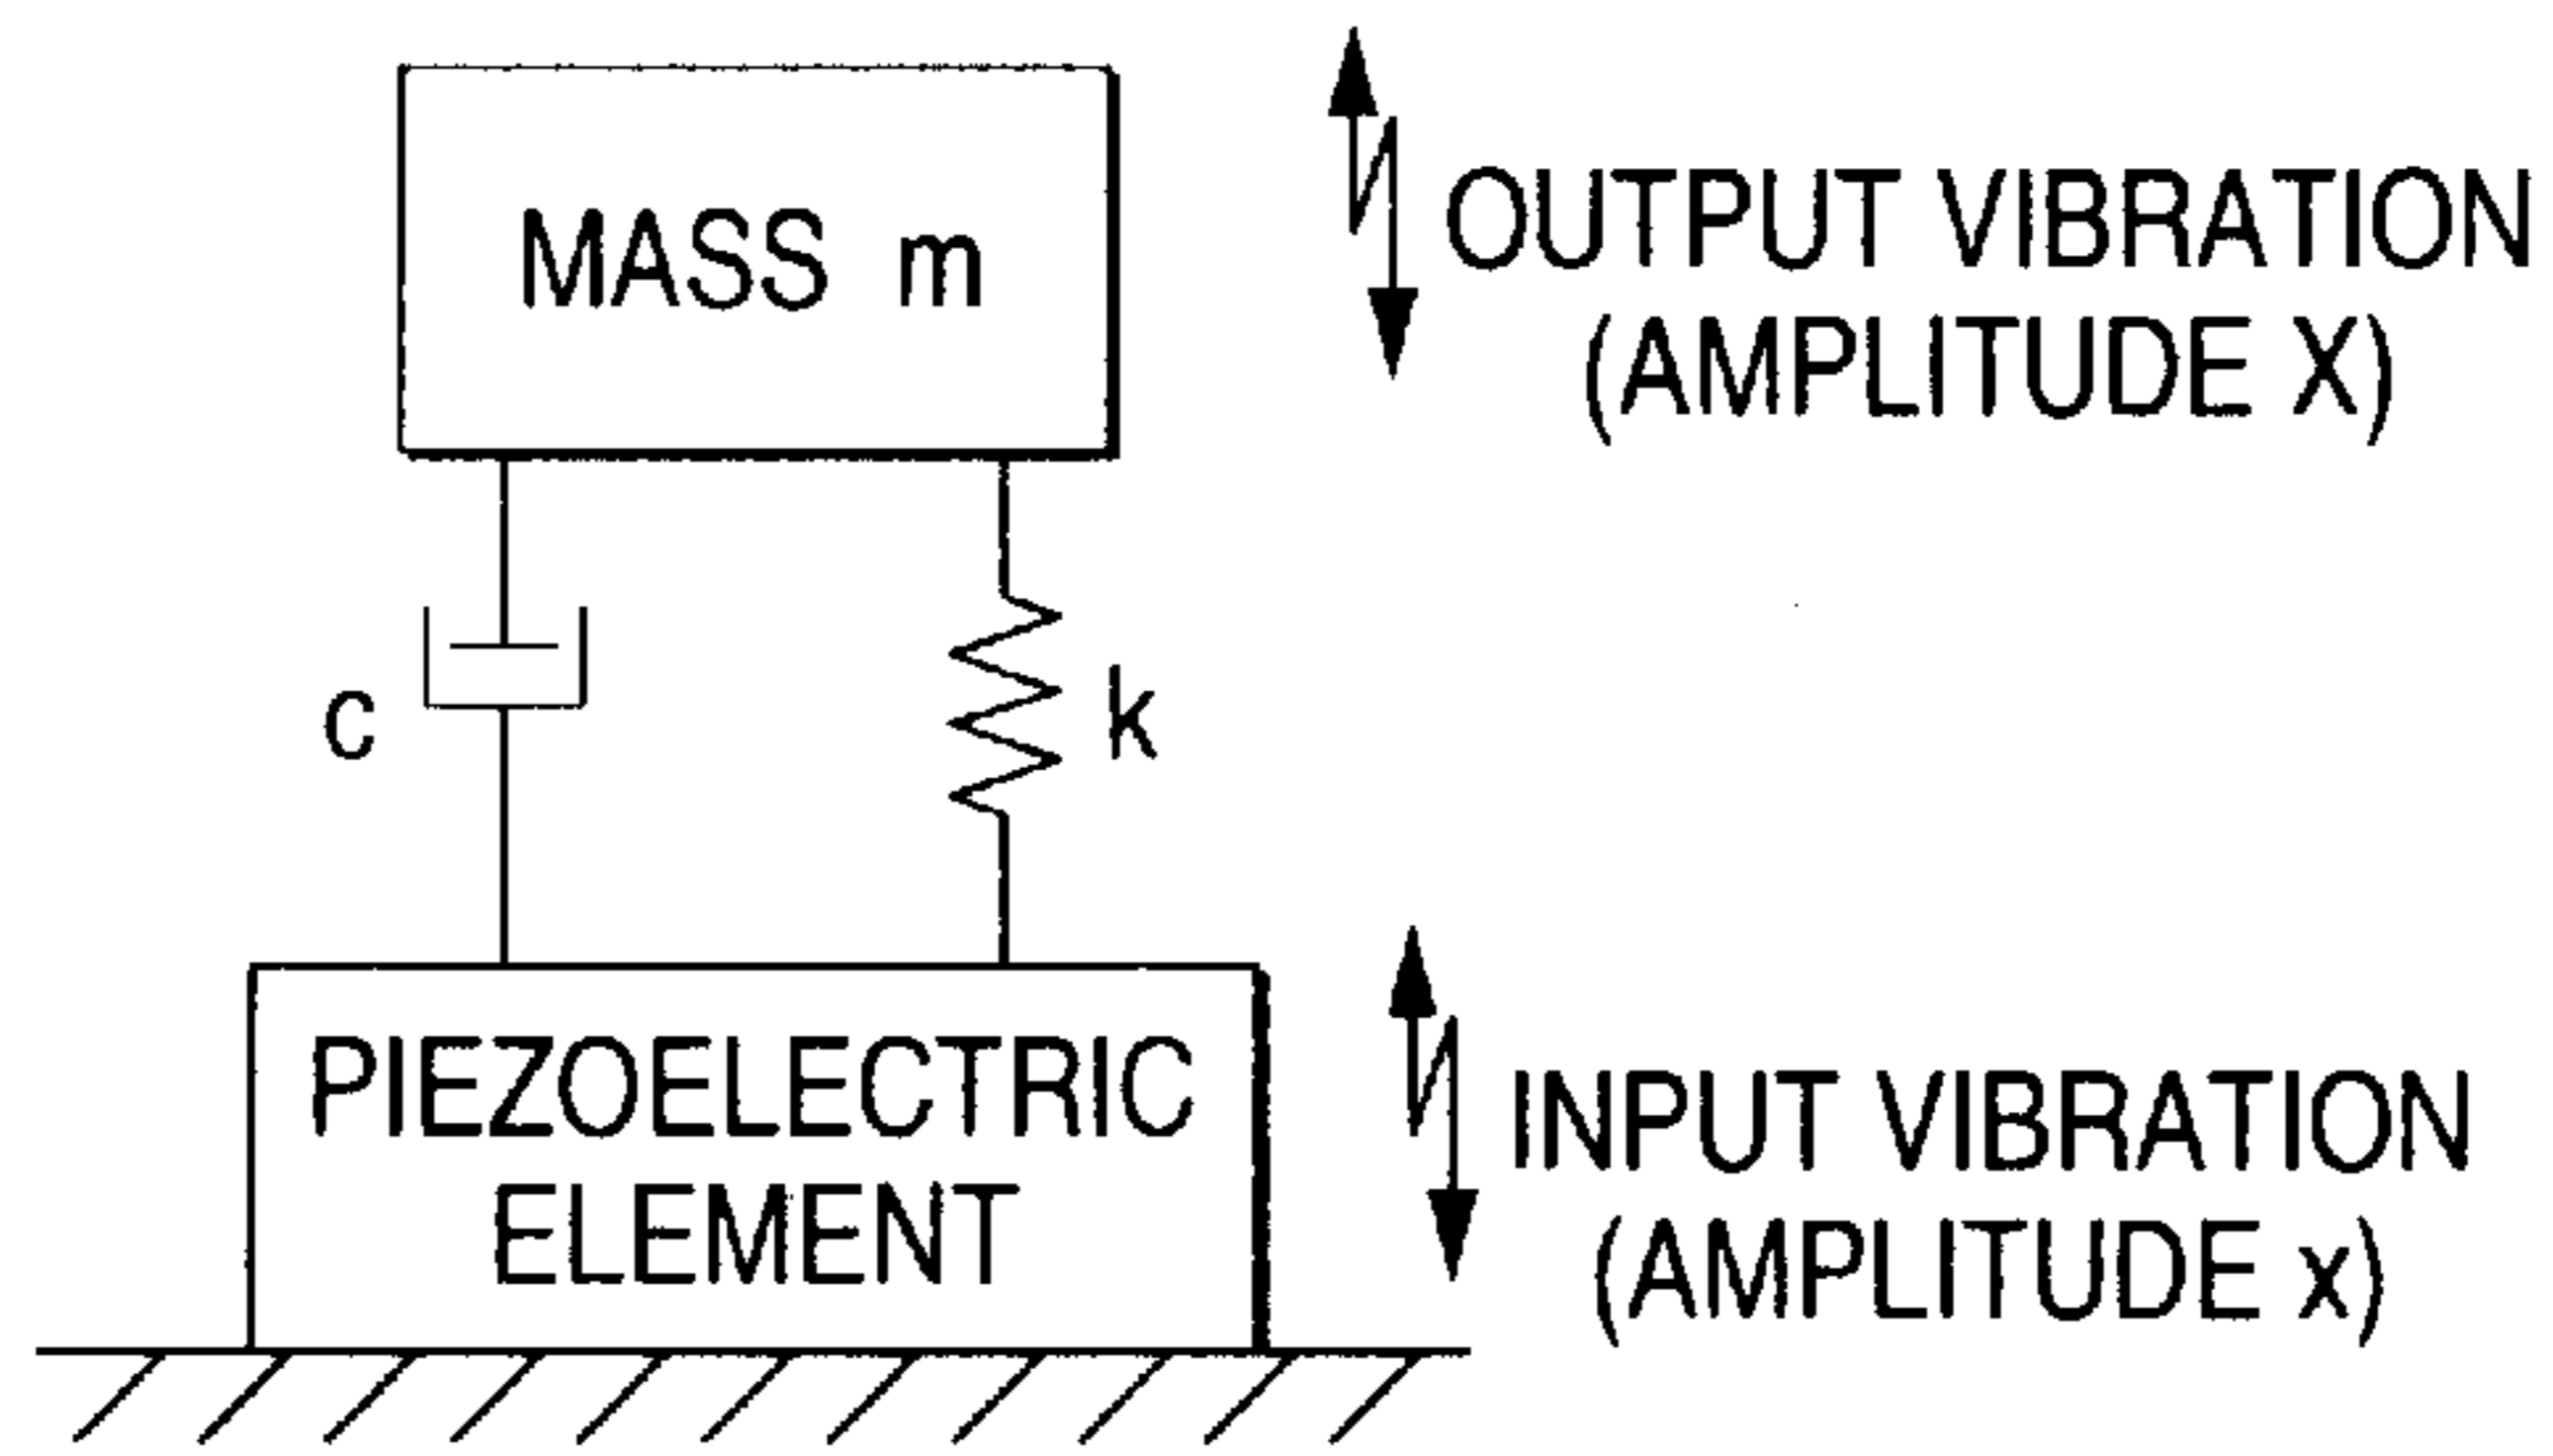 MASS m
OUTPUT VIBRATION
(AMPLITUDE X)
c
k
PIEZOELECTRIC
ELEMENT
INPUT VIBRATION
(AMPLITUDE x)